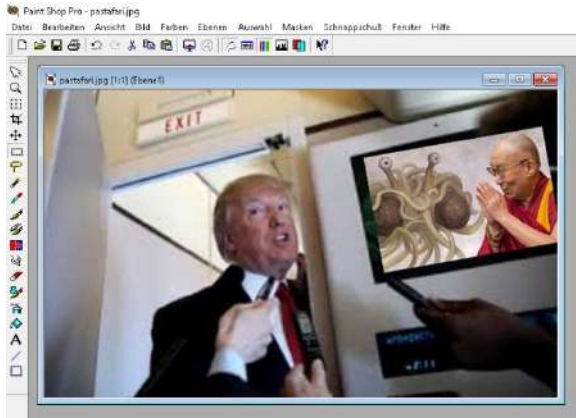 Paint Shop Pro - pastafari.jpg
Datei Bearbeiten Ansicht Bild Farben Ebenen Auswahl Masken Schnappschuß Fenster Hilfe
pastafari.jpg [1:1] (Ebene1)
EXIT